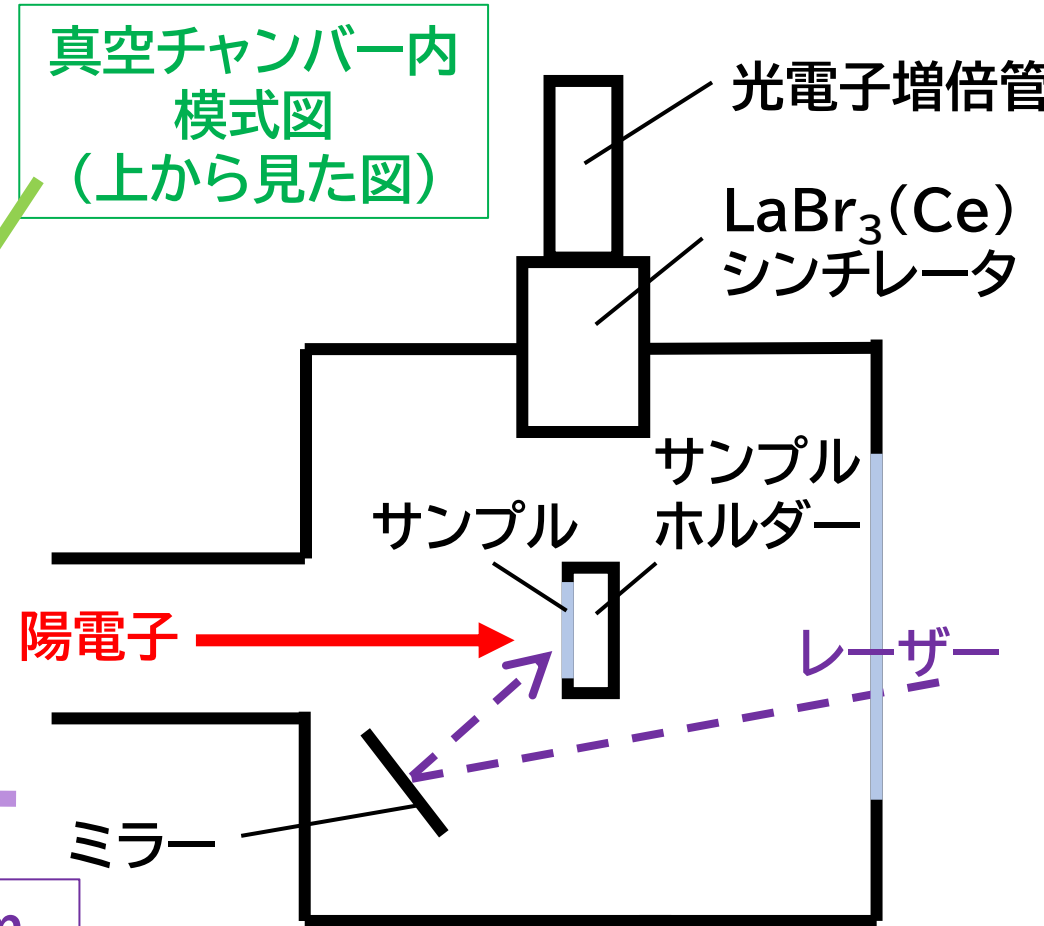 真空チャンバー内
模式図
（上から見た図）
光電子増倍管
LaBr₃(Ce)
シンチレータ
サンプル
ホルダー
サンプル
陽電子
レーザー
ミラー